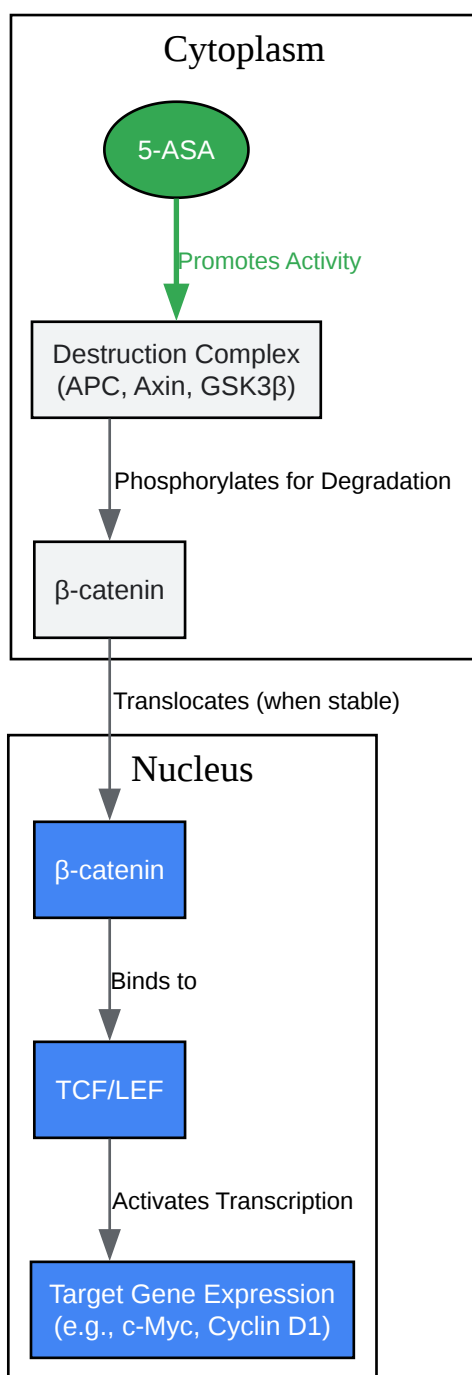 Cytoplasm
5-ASA
Promotes Activity
Destruction Complex
(APC, Axin, GSK3β)
Phosphorylates for Degradation
β-catenin
Translocates (when stable)
Nucleus
β-catenin
Binds to
TCF/LEF
Activates Transcription
Target Gene Expression
(e.g., c-Myc, Cyclin D1)